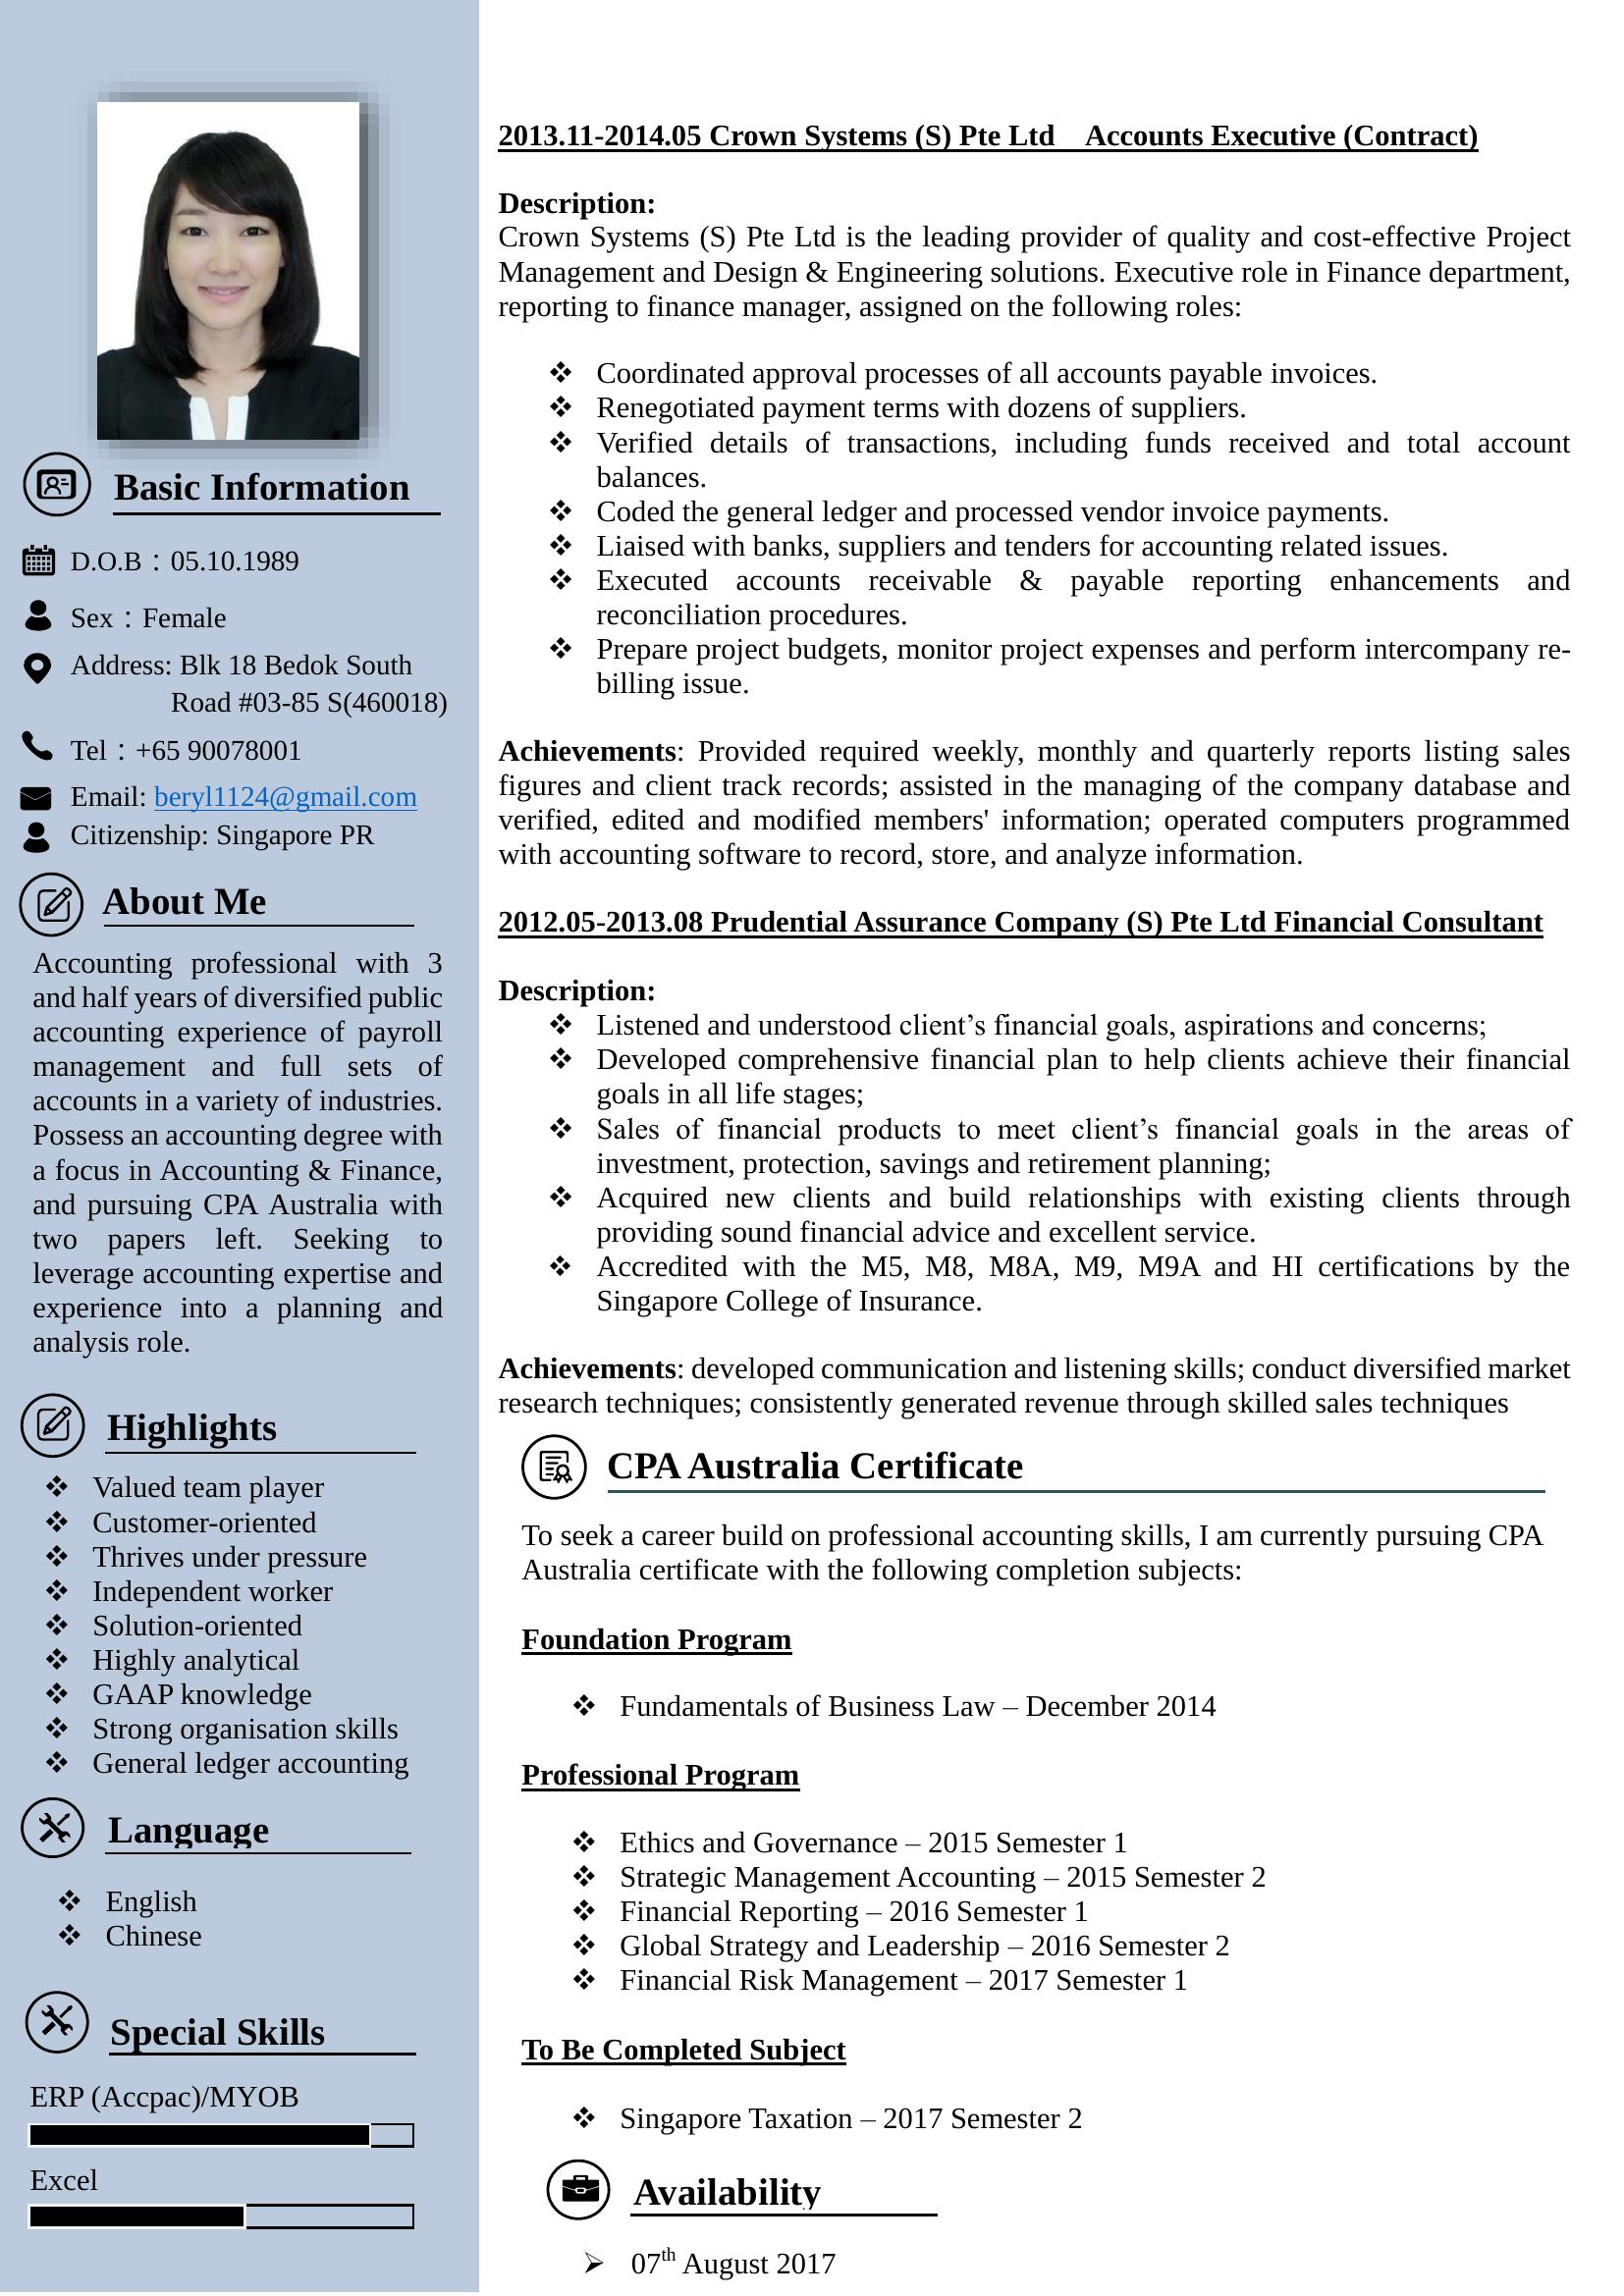 Basic Information
D.O.B：05.10.1989
Sex：Female
Address: Blk 18 Bedok South
Road #03-85 S(460018)
Tel：+65 90078001
Email: beryl1124@gmail.com
Citizenship: Singapore PR
About Me
Accounting professional with 3
and half years of diversified public
accounting experience of payroll
management and full sets of
accounts in a variety of industries.
Possess an accounting degree with
a focus in Accounting & Finance,
and pursuing CPA Australia with
two papers left. Seeking to
leverage accounting expertise and
experience into a planning and
analysis role.
Highlights
❖ Valued team player
❖ Customer-oriented
❖ Thrives under pressure
❖ Independent worker
❖ Solution-oriented
❖ Highly analytical
❖ GAAP knowledge
❖ Strong organisation skills
❖ General ledger accounting
Language
❖ English
❖ Chinese
Special Skills
ERP (Accpac)/MYOB
Excel
2013.11-2014.05 Crown Systems (S) Pte Ltd Accounts Executive (Contract)
Description:
Crown Systems (S) Pte Ltd is the leading provider of quality and cost-effective Project
Management and Design & Engineering solutions. Executive role in Finance department,
reporting to finance manager, assigned on the following roles:
❖ Coordinated approval processes of all accounts payable invoices.
❖ Renegotiated payment terms with dozens of suppliers.
❖ Verified details of transactions, including funds received and total account
balances.
❖ Coded the general ledger and processed vendor invoice payments.
❖ Liaised with banks, suppliers and tenders for accounting related issues.
❖ Executed accounts receivable & payable reporting enhancements and
reconciliation procedures.
❖ Prepare project budgets, monitor project expenses and perform intercompany re-
billing issue.
Achievements: Provided required weekly, monthly and quarterly reports listing sales
figures and client track records; assisted in the managing of the company database and
verified, edited and modified members' information; operated computers programmed
with accounting software to record, store, and analyze information.
2012.05-2013.08 Prudential Assurance Company (S) Pte Ltd Financial Consultant
Description:
❖ Listened and understood client’s financial goals, aspirations and concerns;
❖ Developed comprehensive financial plan to help clients achieve their financial
goals in all life stages;
❖ Sales of financial products to meet client’s financial goals in the areas of
investment, protection, savings and retirement planning;
❖ Acquired new clients and build relationships with existing clients through
providing sound financial advice and excellent service.
❖ Accredited with the M5, M8, M8A, M9, M9A and HI certifications by the
Singapore College of Insurance.
Achievements: developed communication and listening skills; conduct diversified market
research techniques; consistently generated revenue through skilled sales techniques
CPA Australia Certificate
To seek a career build on professional accounting skills, I am currently pursuing CPA
Australia certificate with the following completion subjects:
Foundation Program
❖ Fundamentals of Business Law – December 2014
Professional Program
❖ Ethics and Governance – 2015 Semester 1
❖ Strategic Management Accounting – 2015 Semester 2
❖ Financial Reporting – 2016 Semester 1
❖ Global Strategy and Leadership – 2016 Semester 2
❖ Financial Risk Management – 2017 Semester 1
To Be Completed Subject
❖ Singapore Taxation – 2017 Semester 2
Availability
➢ 07th August 2017